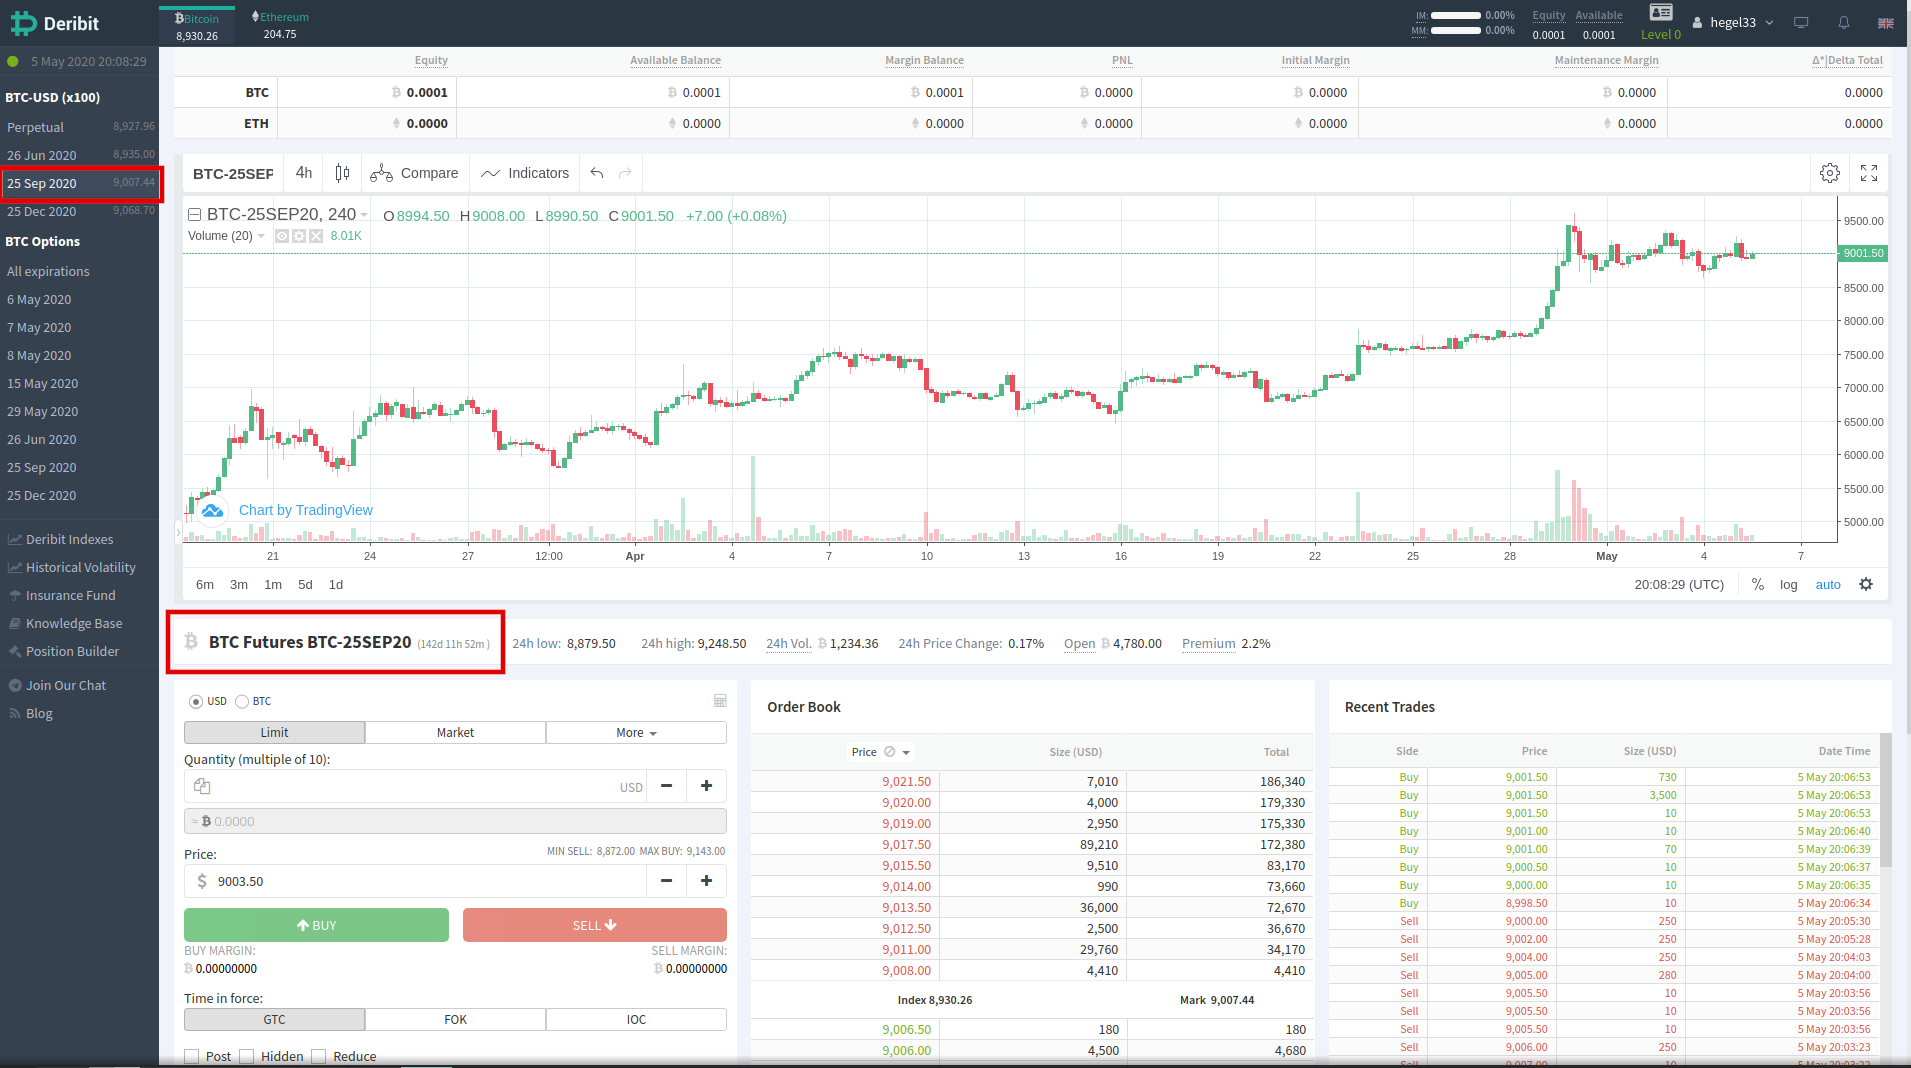 Deribit
Bitcoin
8,930.26
Ethereum
204.75
IM: 0.00%
MM: 0.00%
Equity
0.0001
Available
0.0001
Level 0
hegel33
5 May 2020 20:08:29
BTC-USD (x100)
Perpetual 8,927.96
26 Jun 2020 8,935.00
25 Sep 2020 9,007.44
25 Dec 2020 9,068.70
BTC Options
All expirations
6 May 2020
7 May 2020
8 May 2020
15 May 2020
29 May 2020
26 Jun 2020
25 Sep 2020
25 Dec 2020
Deribit Indexes
Historical Volatility
Insurance Fund
Knowledge Base
Position Builder
Join Our Chat
Blog
Equity Available Balance Margin Balance PNL Initial Margin Maintenance Margin Δ*|Delta Total
BTC 0.0001 0.0001 0.0001 0.0000 0.0000 0.0000 0.0000
ETH 0.0000 0.0000 0.0000 0.0000 0.0000 0.0000 0.0000
BTC-25SEP 4h Compare Indicators
BTC-25SEP20, 240 O8994.50 H9008.00 L8990.50 C9001.50 +7.00 (+0.08%)
Volume (20) 8.01K
9500.00
9001.50
8500.00
8000.00
7500.00
7000.00
6500.00
6000.00
5500.00
5000.00
Chart by TradingView
21 24 27 12:00 Apr 4 7 10 13 16 19 22 25 28 May 4 7
6m 3m 1m 5d 1d 20:08:29 (UTC) % log auto
BTC Futures BTC-25SEP20 (142d 11h 52m) 24h low: 8,879.50 24h high: 9,248.50 24h Vol. 1,234.36 24h Price Change: 0.17% Open 4,780.00 Premium 2.2%
USD BTC
Limit Market More
Quantity (multiple of 10):
USD
≈ 0.0000
Price: MIN SELL: 8,872.00 MAX BUY: 9,143.00
$ 9003.50
BUY SELL
BUY MARGIN: SELL MARGIN:
0.00000000 0.00000000
Time in force:
GTC FOK IOC
Post Hidden Reduce
Order Book
Price Size (USD) Total
9,021.50 7,010 186,340
9,020.00 4,000 179,330
9,019.00 2,950 175,330
9,017.50 89,210 172,380
9,015.50 9,510 83,170
9,014.00 990 73,660
9,013.50 36,000 72,670
9,012.50 2,500 36,670
9,011.00 29,760 34,170
9,008.00 4,410 4,410
Index 8,930.26 Mark 9,007.44
9,006.50 180 180
9,006.00 4,500 4,680
Recent Trades
Side Price Size (USD) Date Time
Buy 9,001.50 730 5 May 20:06:53
Buy 9,001.50 3,500 5 May 20:06:53
Buy 9,001.50 10 5 May 20:06:53
Buy 9,001.00 10 5 May 20:06:40
Buy 9,001.00 70 5 May 20:06:39
Buy 9,000.50 10 5 May 20:06:37
Buy 9,000.00 10 5 May 20:06:35
Buy 8,998.50 10 5 May 20:06:34
Sell 9,000.00 250 5 May 20:05:30
Sell 9,002.00 250 5 May 20:05:28
Sell 9,004.00 250 5 May 20:04:03
Sell 9,005.00 280 5 May 20:04:00
Sell 9,005.50 10 5 May 20:03:56
Sell 9,005.50 10 5 May 20:03:56
Sell 9,005.50 10 5 May 20:03:56
Sell 9,006.00 250 5 May 20:03:23